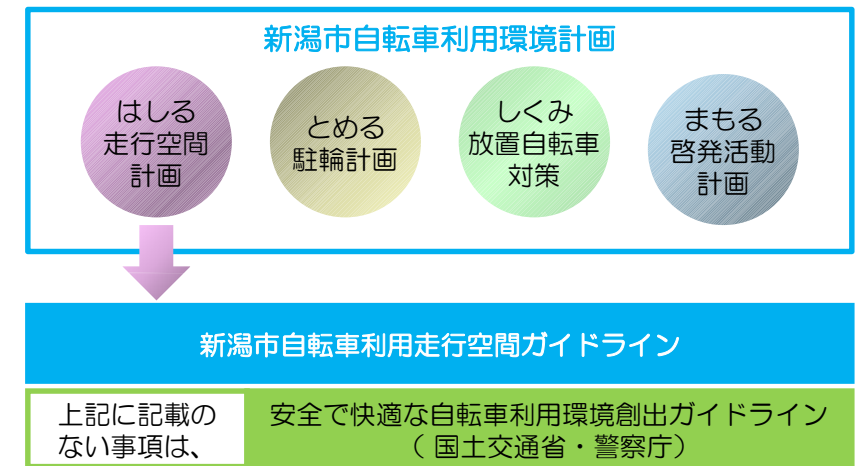 新潟市自転車利用環境計画
はしる
走行空間
計画
とめる
駐輪計画
しくみ
放置自転車
対策
まもる
啓発活動
計画
新潟市自転車利用走行空間ガイドライン
上記に記載の
ない事項は、
安全で快適な自転車利用環境創出ガイドライン
（ 国土交通省・警察庁）